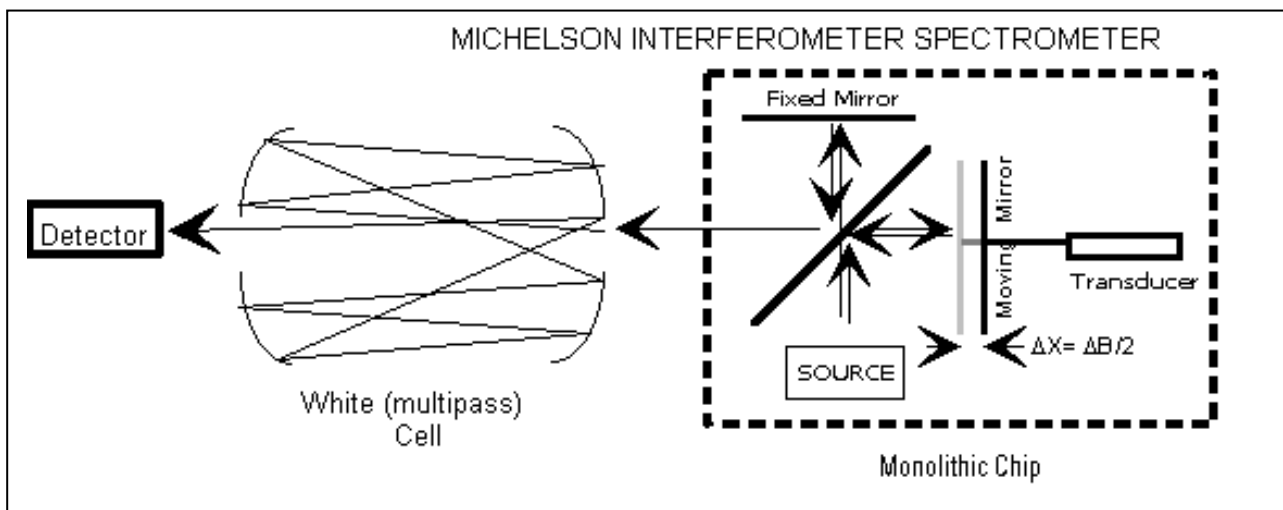 MICHELSON INTERFEROMETER SPECTROMETER
Fixed Mirror
Moving Mirror
Detector
Transducer
ΔX= ΔB/2
SOURCE
White (multipass)
Cell
Monolithic Chip